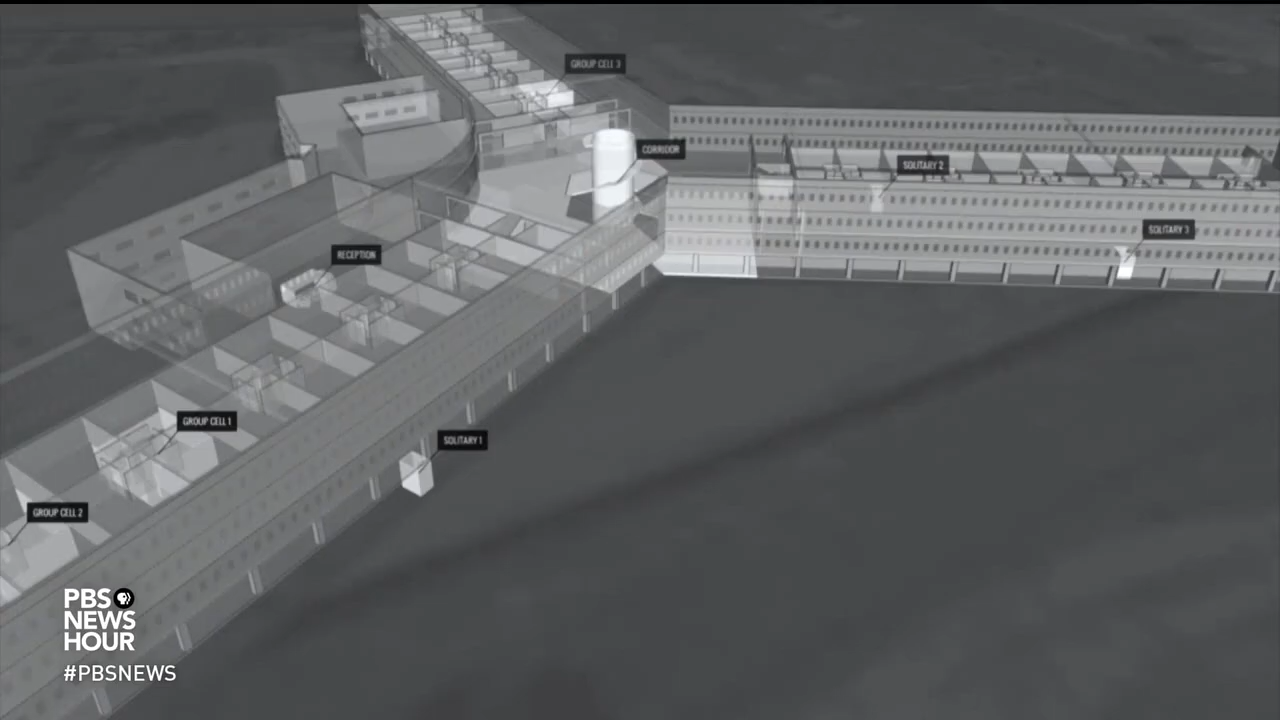 GROUP CELL 3
CORRIDOR
SOLITARY 2
SOLITARY 3
RECEPTION
GROUP CELL 1
SOLITARY 1
GROUP CELL 2
PBS
NEWS
HOUR
#PBSNEWS